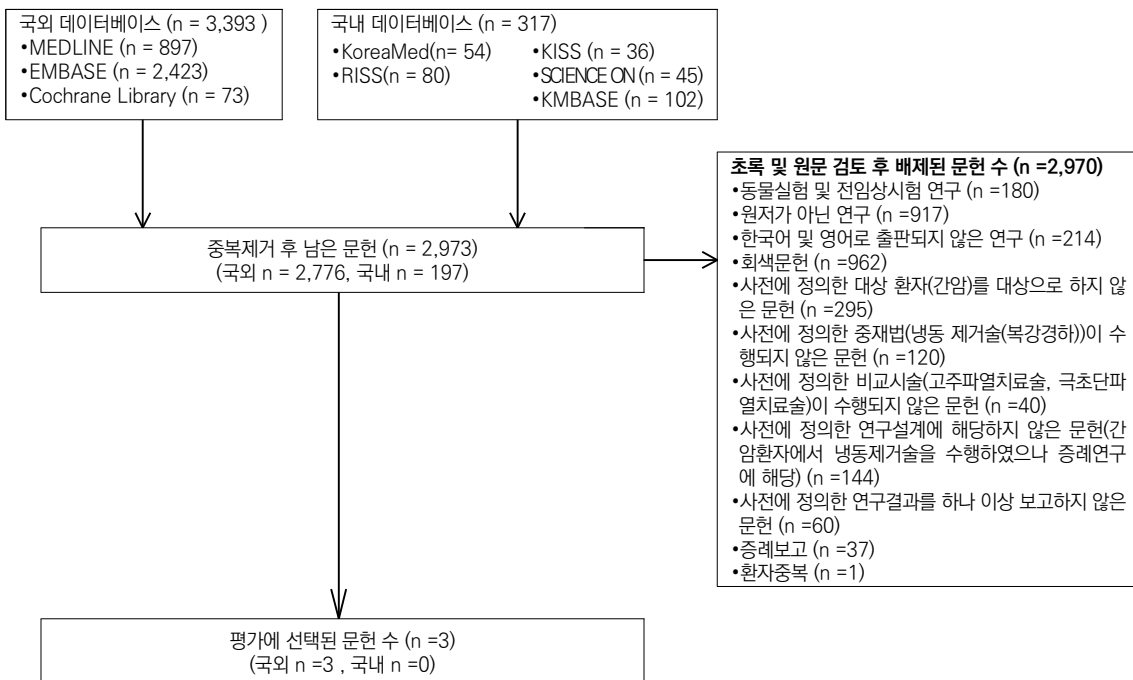 국외 데이터베이스 (n = 3,393 )
•MEDLINE (n = 897)
•EMBASE (n = 2,423)
•Cochrane Library (n = 73)
국내 데이터베이스 (n = 317)
•KoreaMed(n= 54)
•RISS(n = 80)
•KISS (n = 36)
•SCIENCE ON (n = 45)
•KMBASE (n = 102)
중복제거 후 남은 문헌 (n = 2,973)
(국외 n = 2,776, 국내 n = 197)
초록 및 원문 검토 후 배제된 문헌 수 (n =2,970)
•동물실험 및 전임상시험 연구 (n =180)
•원저가 아닌 연구 (n =917)
•한국어 및 영어로 출판되지 않은 연구 (n =214)
•회색문헌 (n =962)
•사전에 정의한 대상 환자(간암)를 대상으로 하지 않
은 문헌 (n =295)
•사전에 정의한 중재법(냉동 제거술(복강경하))이 수
행되지 않은 문헌 (n =120)
•사전에 정의한 비교시술(고주파열치료술, 극초단파
열치료술)이 수행되지 않은 문헌 (n =40)
•사전에 정의한 연구설계에 해당하지 않은 문헌(간
암환자에서 냉동제거술을 수행하였으나 증례연구
에 해당) (n =144)
•사전에 정의한 연구결과를 하나 이상 보고하지 않은
문헌 (n =60)
•증례보고 (n =37)
•환자중복 (n =1)
평가에 선택된 문헌 수 (n =3)
(국외 n =3 , 국내 n =0)